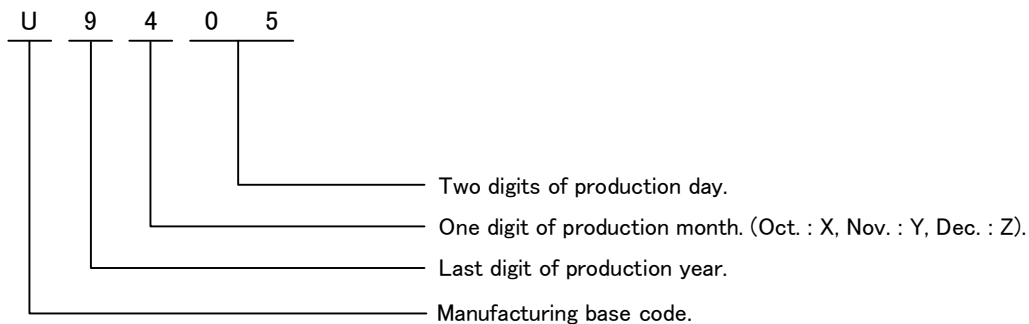 U 9 4 0 5
Two digits of production day.
One digit of production month. (Oct. : X, Nov. : Y, Dec. : Z).
Last digit of production year.
Manufacturing base code.